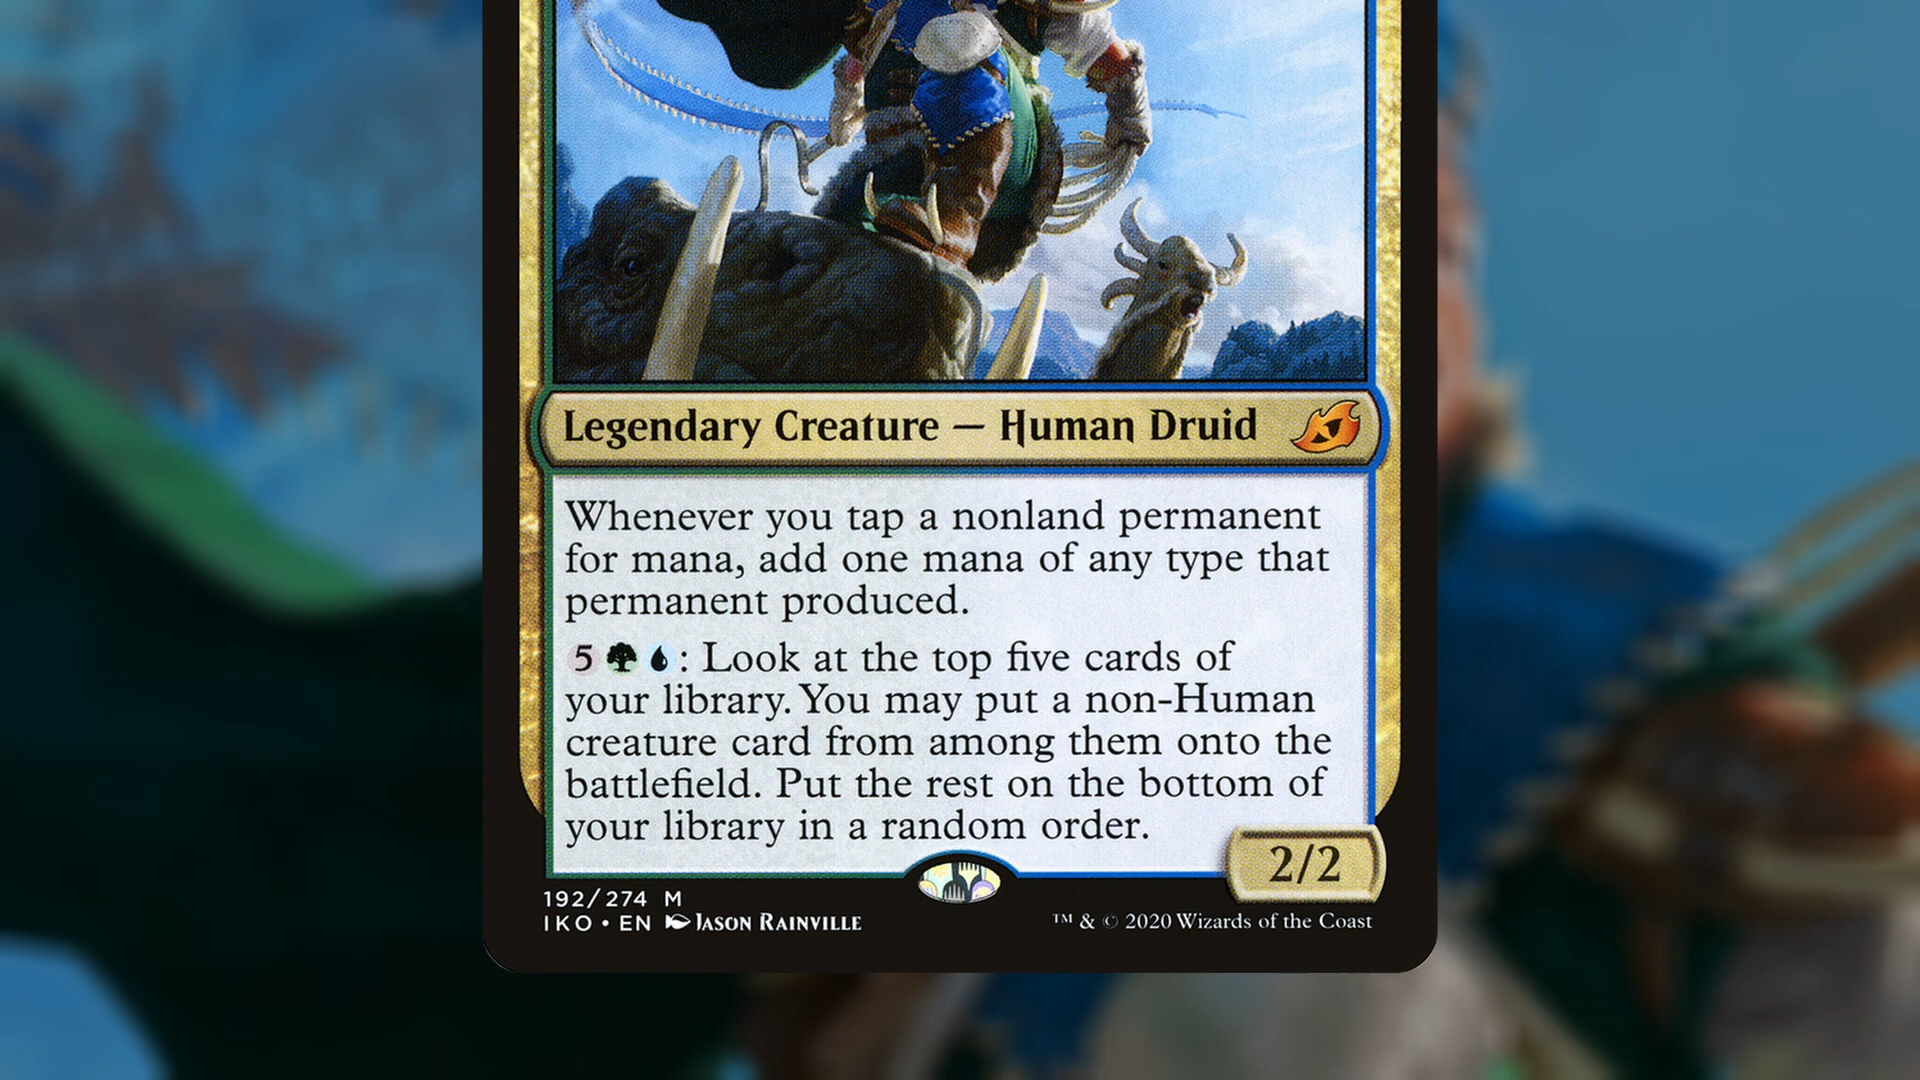 Legendary Creature — Human Druid
Whenever you tap a nonland permanent
for mana, add one mana of any type that
permanent produced.
5: Look at the top five cards of
your library. You may put a non-Human
creature card from among them onto the
battlefield. Put the rest on the bottom of
your library in a random order.
2/2
192/274 M
IKO • EN Jason Rainville
™ & © 2020 Wizards of the Coast